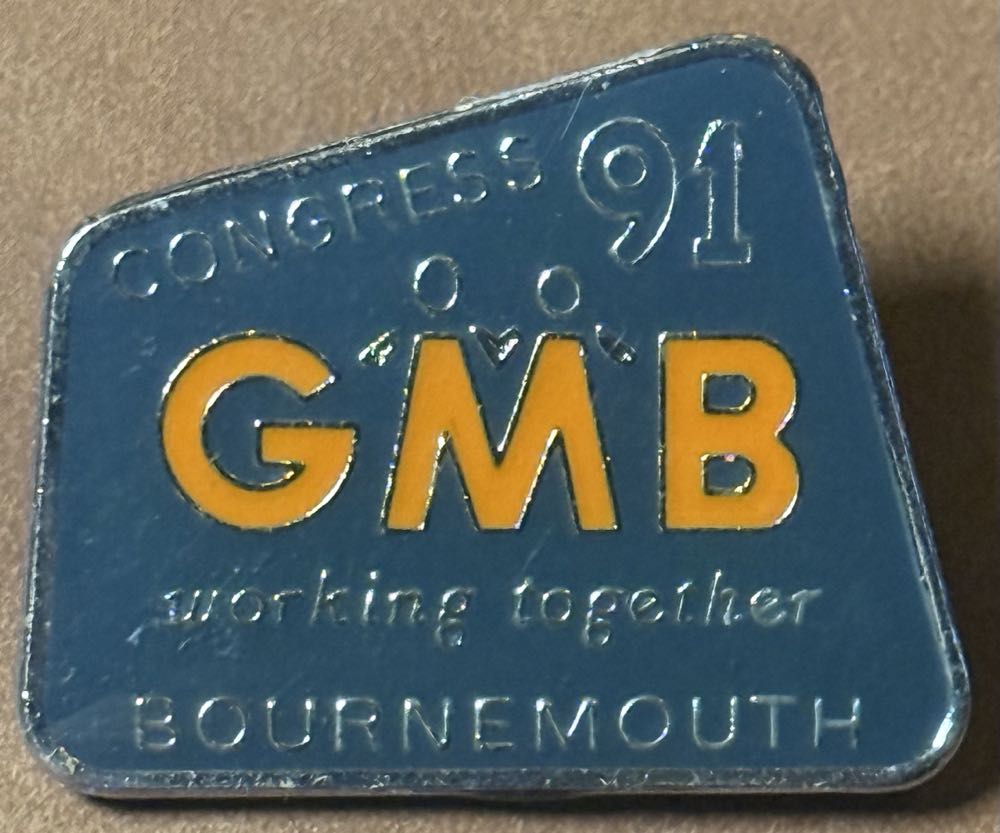 CONGRESS 91
GMB
working together
BOURNEMOUTH